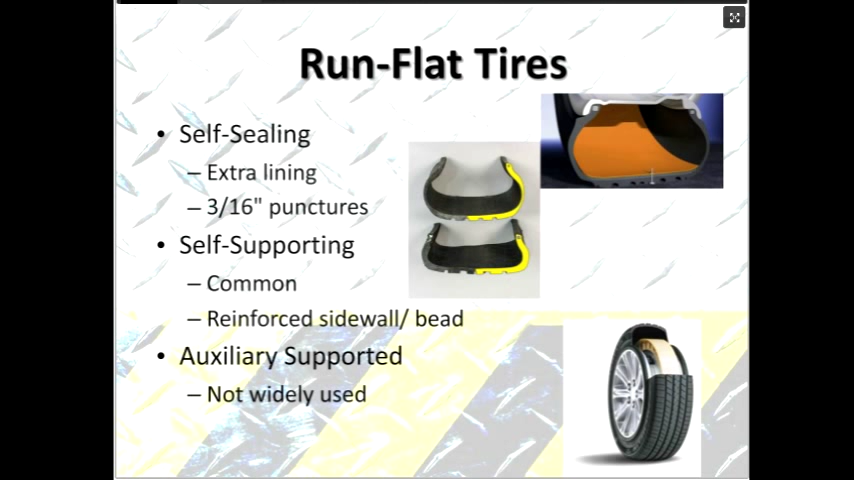 Run-Flat Tires
• Self-Sealing
– Extra lining
– 3/16" punctures
• Self-Supporting
– Common
– Reinforced sidewall/ bead
• Auxiliary Supported
– Not widely used